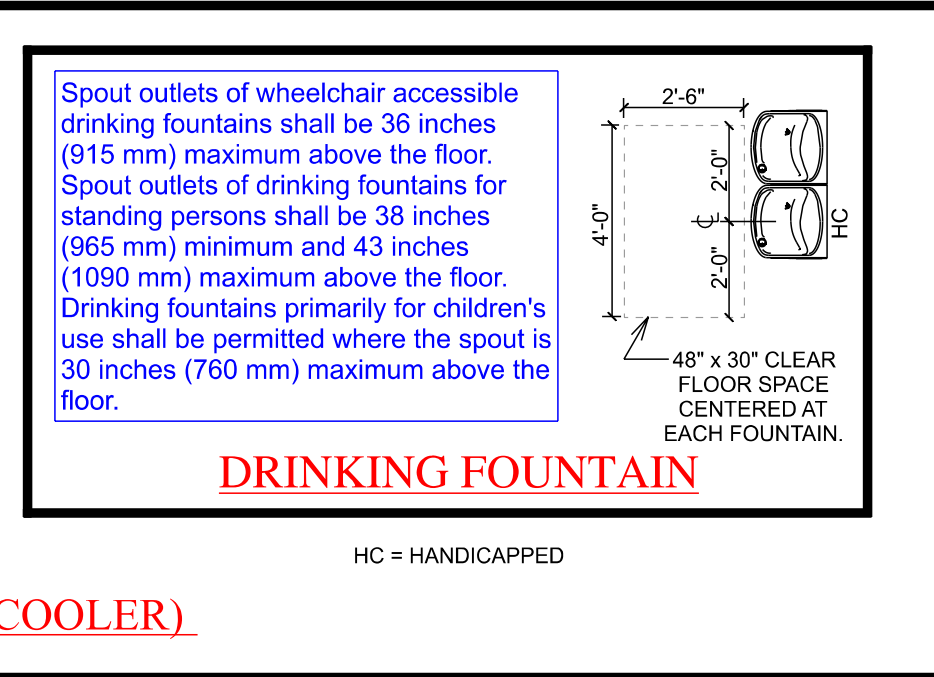 Spout outlets of wheelchair accessible
drinking fountains shall be 36 inches
(915 mm) maximum above the floor.
Spout outlets of drinking fountains for
standing persons shall be 38 inches
(965 mm) minimum and 43 inches
(1090 mm) maximum above the floor.
Drinking fountains primarily for children's
use shall be permitted where the spout is
30 inches (760 mm) maximum above the
floor.
2'-6"
4'-0"
2'-0"
2'-0"
HC
48" x 30" CLEAR
FLOOR SPACE
CENTERED AT
EACH FOUNTAIN.
DRINKING FOUNTAIN
HC = HANDICAPPED
COOLER)